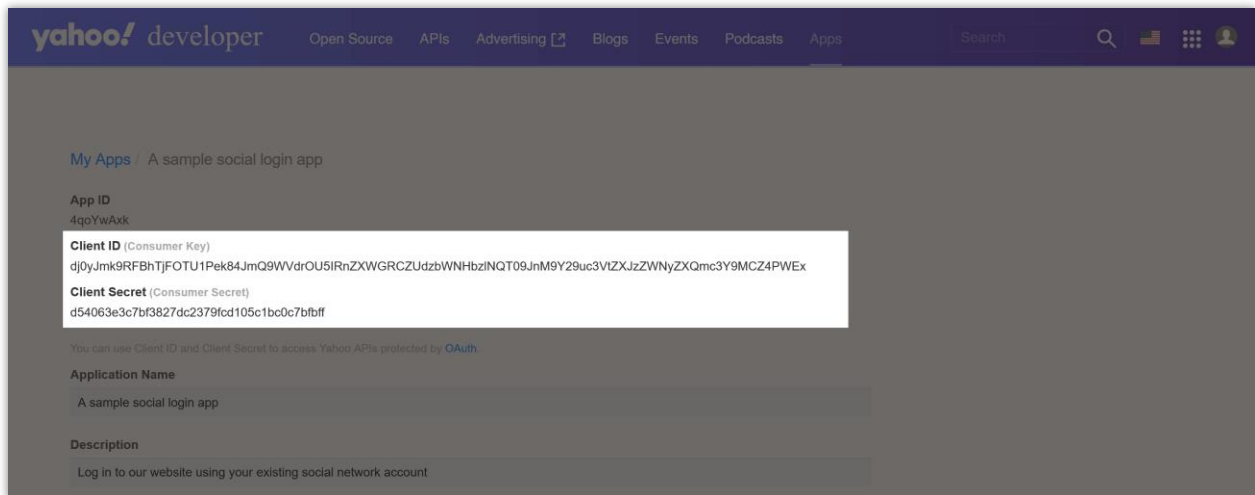 yahoo! developer Open Source APIs Advertising Blogs Events Podcasts Apps Search
My Apps / A sample social login app
App ID
4qoYwAxk
Client ID (Consumer Key)
dj0yJmk9RFBhTjFOTU1Pek84JmQ9WVdrOU5IRnZXWGRCZUdzbWNHbzlNQT09JnM9Y29uc3VtZXJzZWNyZXQmc3Y9MCZ4PWEx
Client Secret (Consumer Secret)
d54063e3c7bf3827dc2379fcd105c1bc0c7bfbff
You can use Client ID and Client Secret to access Yahoo APIs protected by OAuth
Application Name
A sample social login app
Description
Log in to our website using your existing social network account